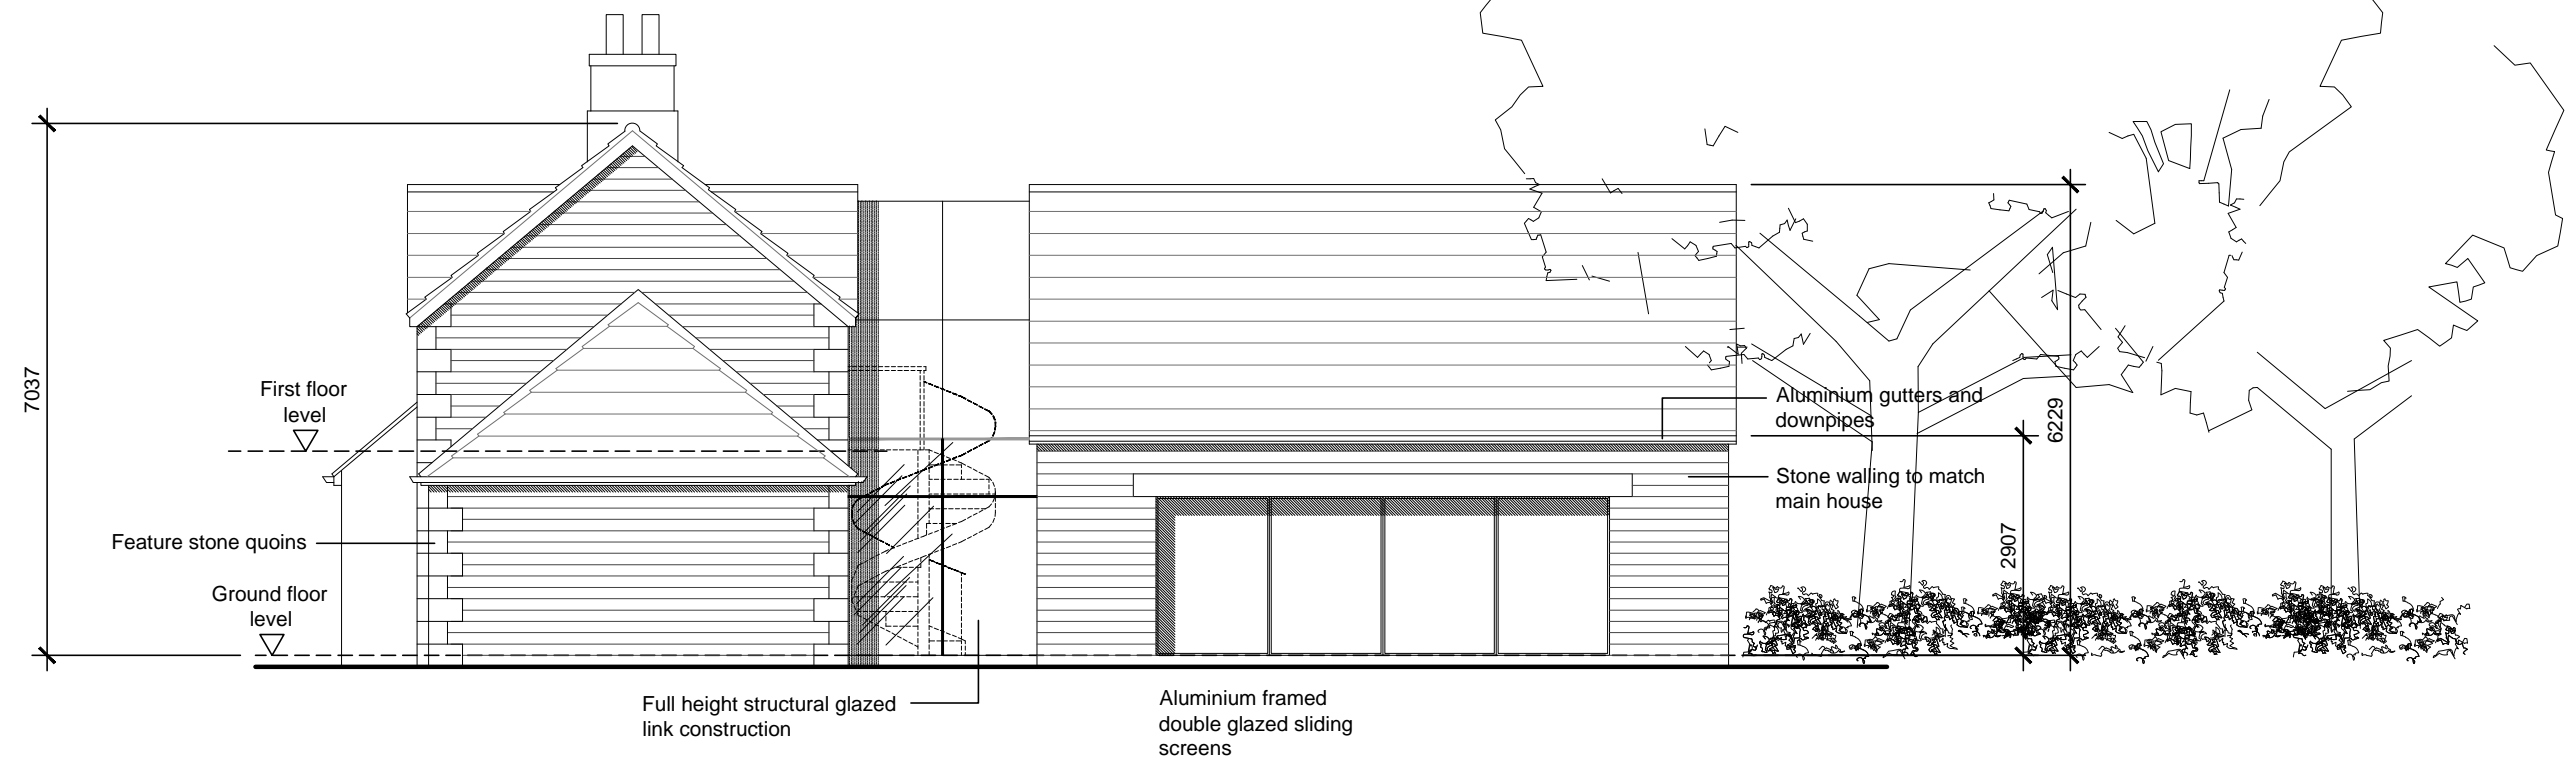 7037
First floor
level
Feature stone quoins
Ground floor
level
Full height structural glazed
link construction
Aluminium framed
double glazed sliding
screens
Aluminium gutters and
downpipes
Stone walling to match
main house
6229
2907